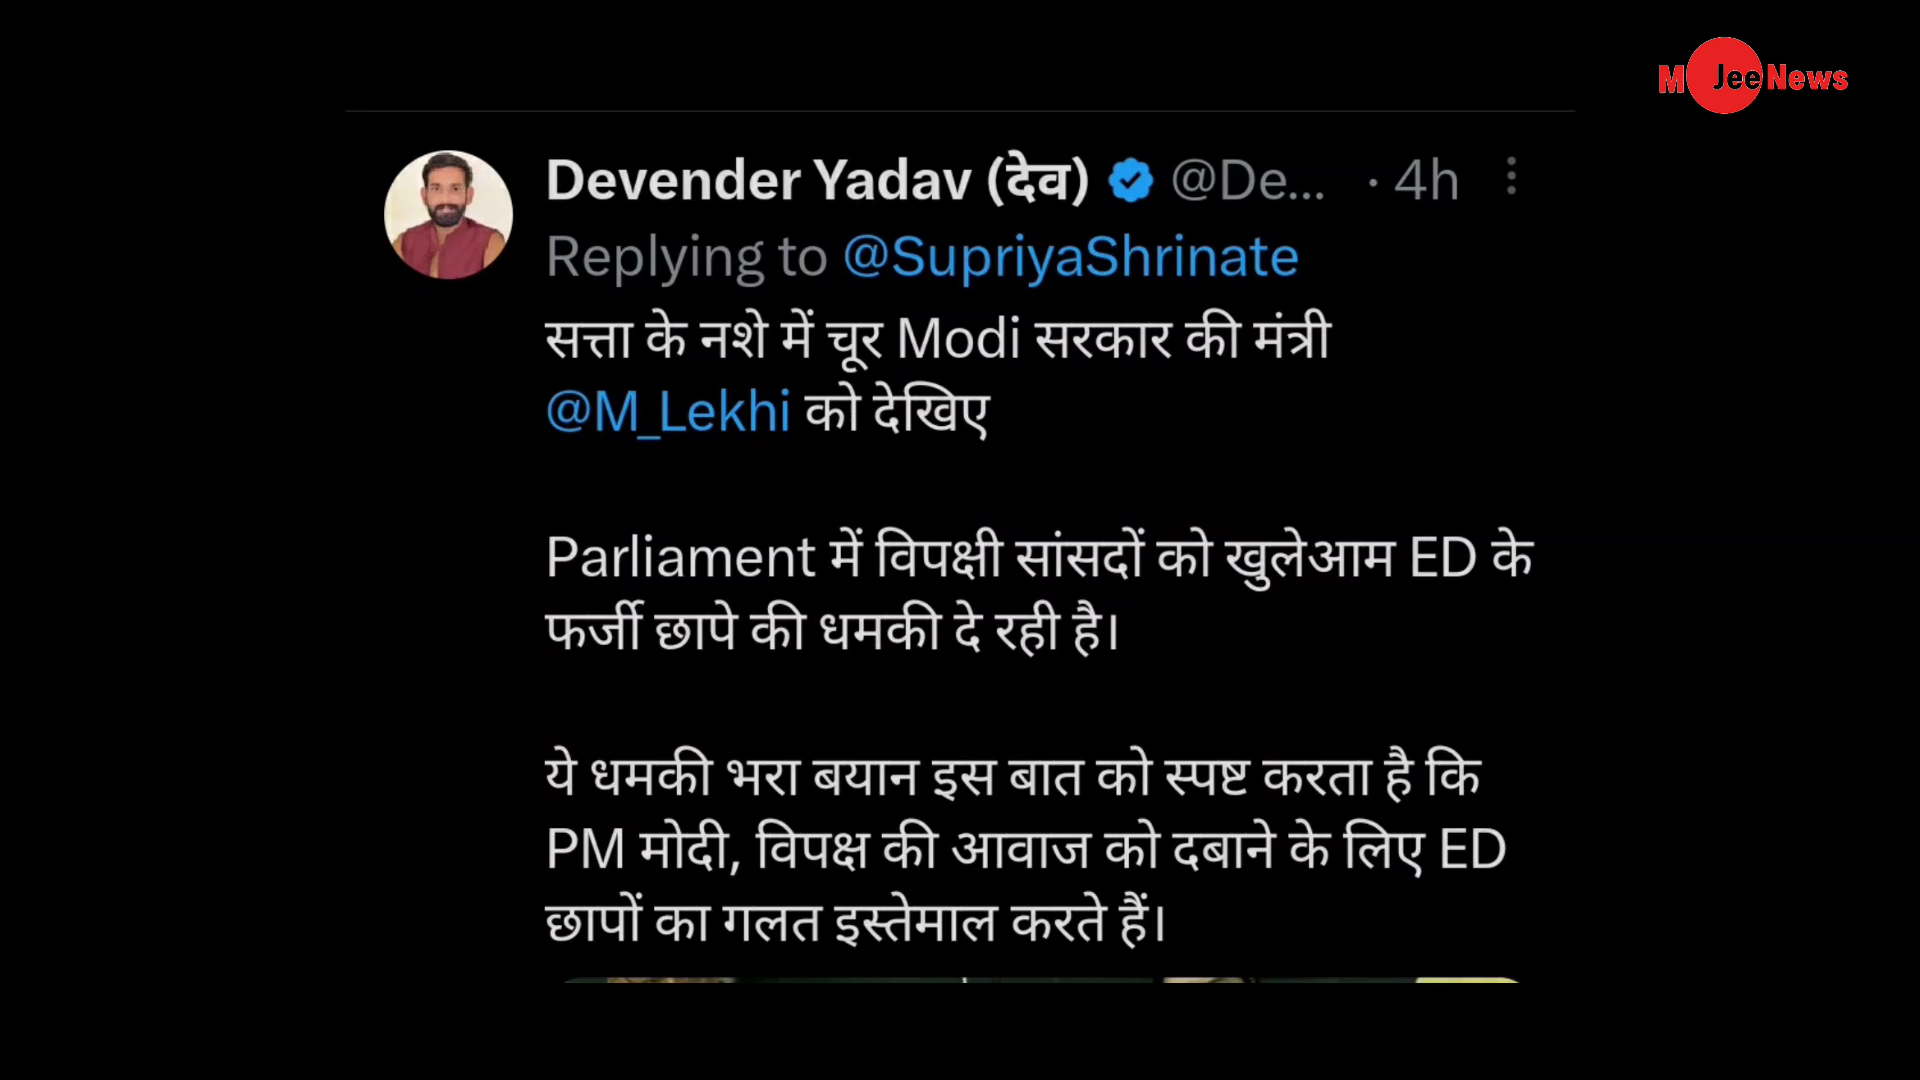 M Jee News
Devender Yadav (देव) @De... · 4h
Replying to @SupriyaShrinate
सत्ता के नशे में चूर Modi सरकार की मंत्री
@M_Lekhi को देखिए
Parliament में विपक्षी सांसदों को खुलेआम ED के
फर्जी छापे की धमकी दे रही है।
ये धमकी भरा बयान इस बात को स्पष्ट करता है कि
PM मोदी, विपक्ष की आवाज को दबाने के लिए ED
छापों का गलत इस्तेमाल करते हैं।